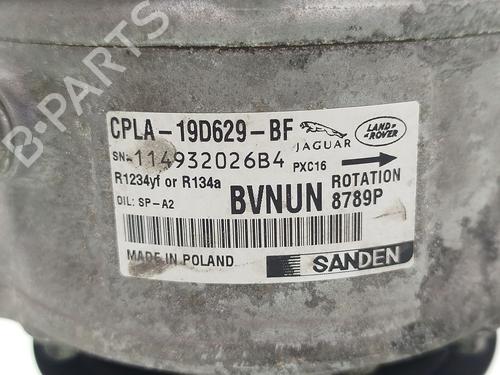 CPLA-19D629-BF
JAGUAR
LAND ROVER
SN-114932026B4
PXC16
R1234yf or R134a
ROTATION
OIL: SP-A2
BVNUN 8789P
MADE IN POLAND
SANDEN
B-PARTS